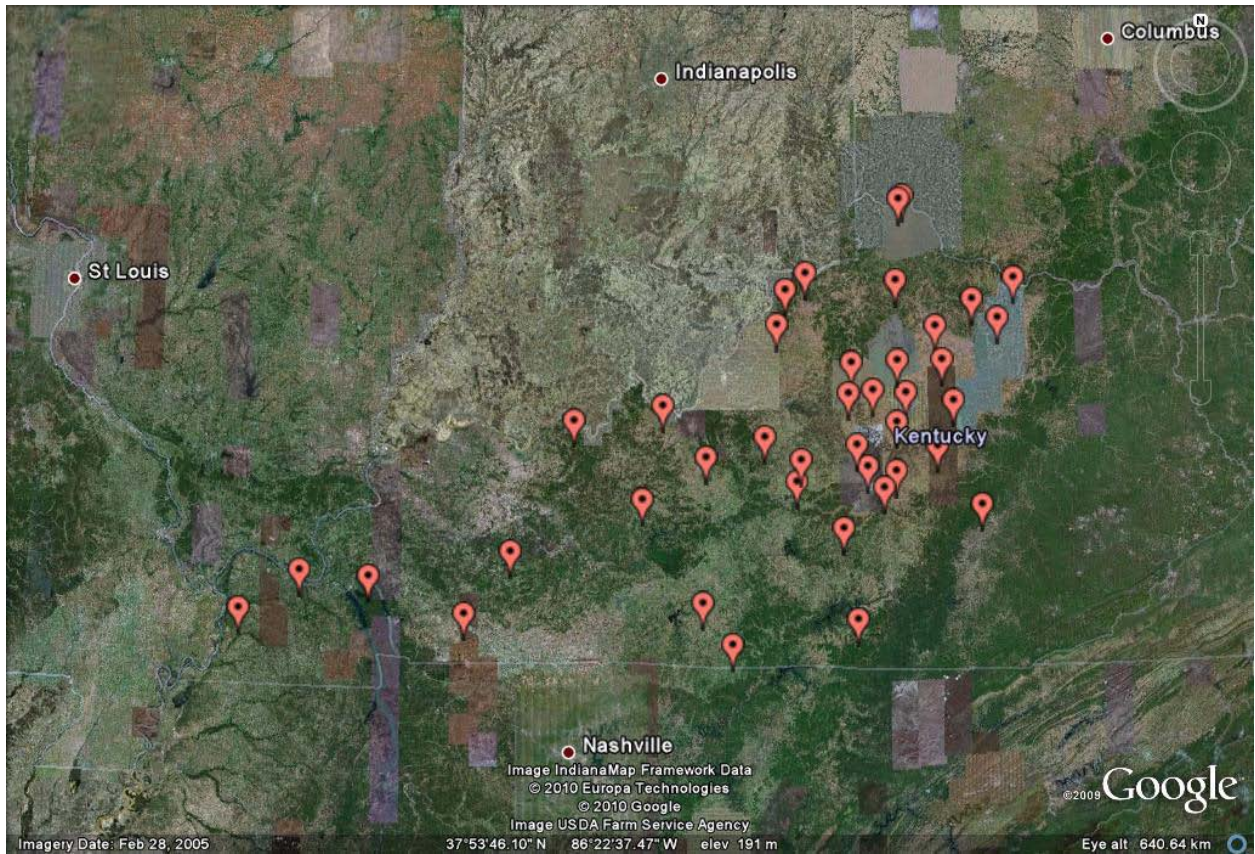 Columbus
N
Indianapolis
St Louis
Kentucky
Nashville
Image IndianaMap Framework Data
© 2010 Europa Technologies
© 2010 Google
Image USDA Farm Service Agency
©2009 Google
Imagery Date: Feb 28, 2005 37°53'46.10" N 86°22'37.47" W elev 191 m Eye alt 640.64 km